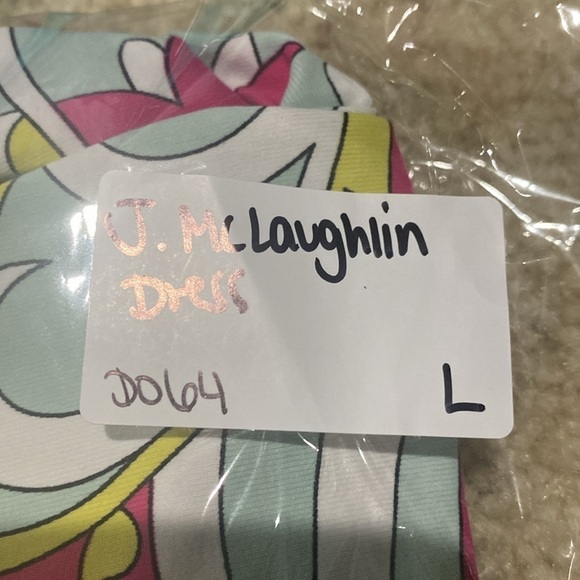 J. McLaughlin
Dress
D064
L